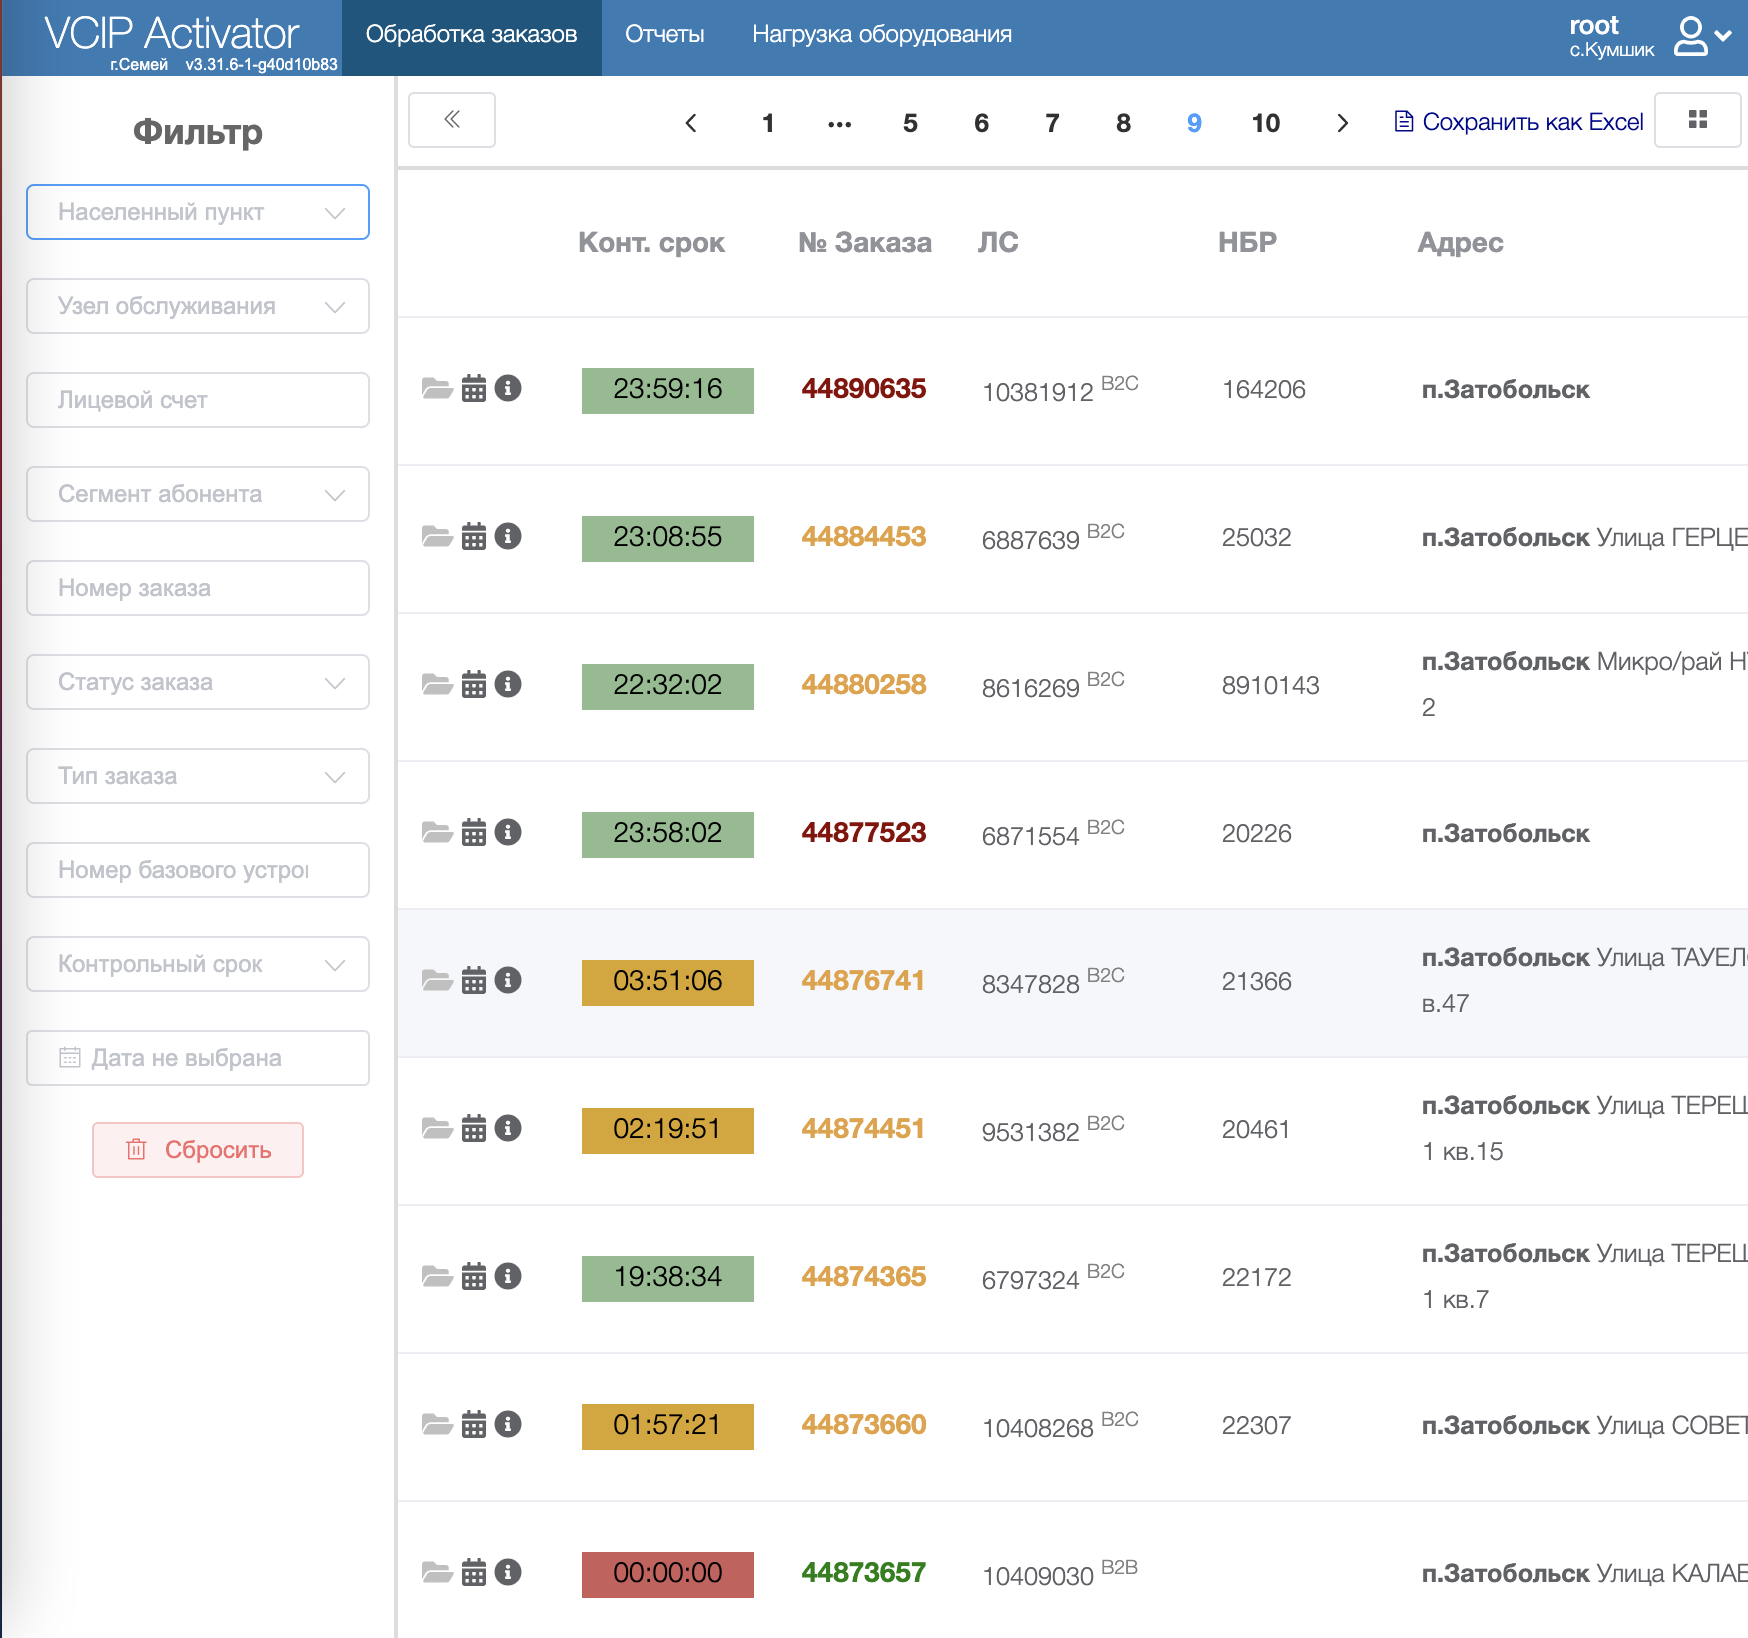 VCIP Activator
г.Семей v3.31.6-1-g40d10b83
Обработка заказов
Отчеты
Нагрузка оборудования
root
с.Кумшик
Фильтр
Населенный пункт
Узел обслуживания
Лицевой счет
Сегмент абонента
Номер заказа
Статус заказа
Тип заказа
Номер базового
Контрольный срок
Дата не выбрана
Сбросить
1 ... 5 6 7 8 9 10
Сохранить как Excel
Конт. срок № Заказа ЛС НБР Адрес
23:59:16 44890635 10381912 B2C 164206 п.Затобольск
23:08:55 44884453 6887639 B2C 25032 п.Затобольск Улица
22:32:02 44880258 8616269 B2C 8910143 п.Затобольск Микро/рай
2
23:58:02 44877523 6871554 B2C 20226 п.Затобольск
03:51:06 44876741 8347828 B2C 21366 п.Затобольск Улица
в.47
02:19:51 44874451 9531382 B2C 20461 п.Затобольск Улица
1 кв.15
19:38:34 44874365 6797324 B2C 22172 п.Затобольск Улица
1 кв.7
01:57:21 44873660 10408268 B2C 22307 п.Затобольск Улица
00:00:00 44873657 10409030 B2B п.Затобольск Улица